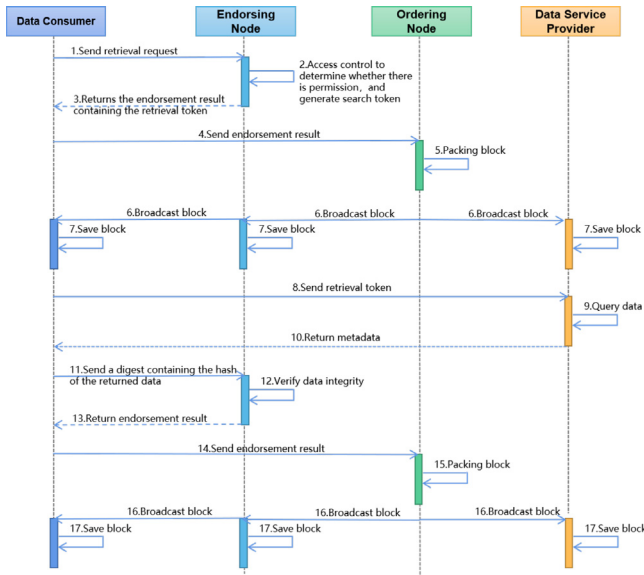 Data Consumer
Endorsing
Node
Ordering
Node
Data Service
Provider
1.Send retrieval request
2.Access control to
determine whether there
is permission, and
generate search token
3.Returns the endorsement result
containing the retrieval token
4.Send endorsement result
5.Packing block
6.Broadcast block
6.Broadcast block
6.Broadcast block
7.Save block
7.Save block
7.Save block
8.Send retrieval token
9.Query data
10.Return metadata
11.Send a digest containing the hash
of the returned data
12.Verify data integrity
13.Return endorsement result
14.Send endorsement result
15.Packing block
16.Broadcast block
16.Broadcast block
16.Broadcast block
17.Save block
17.Save block
17.Save block